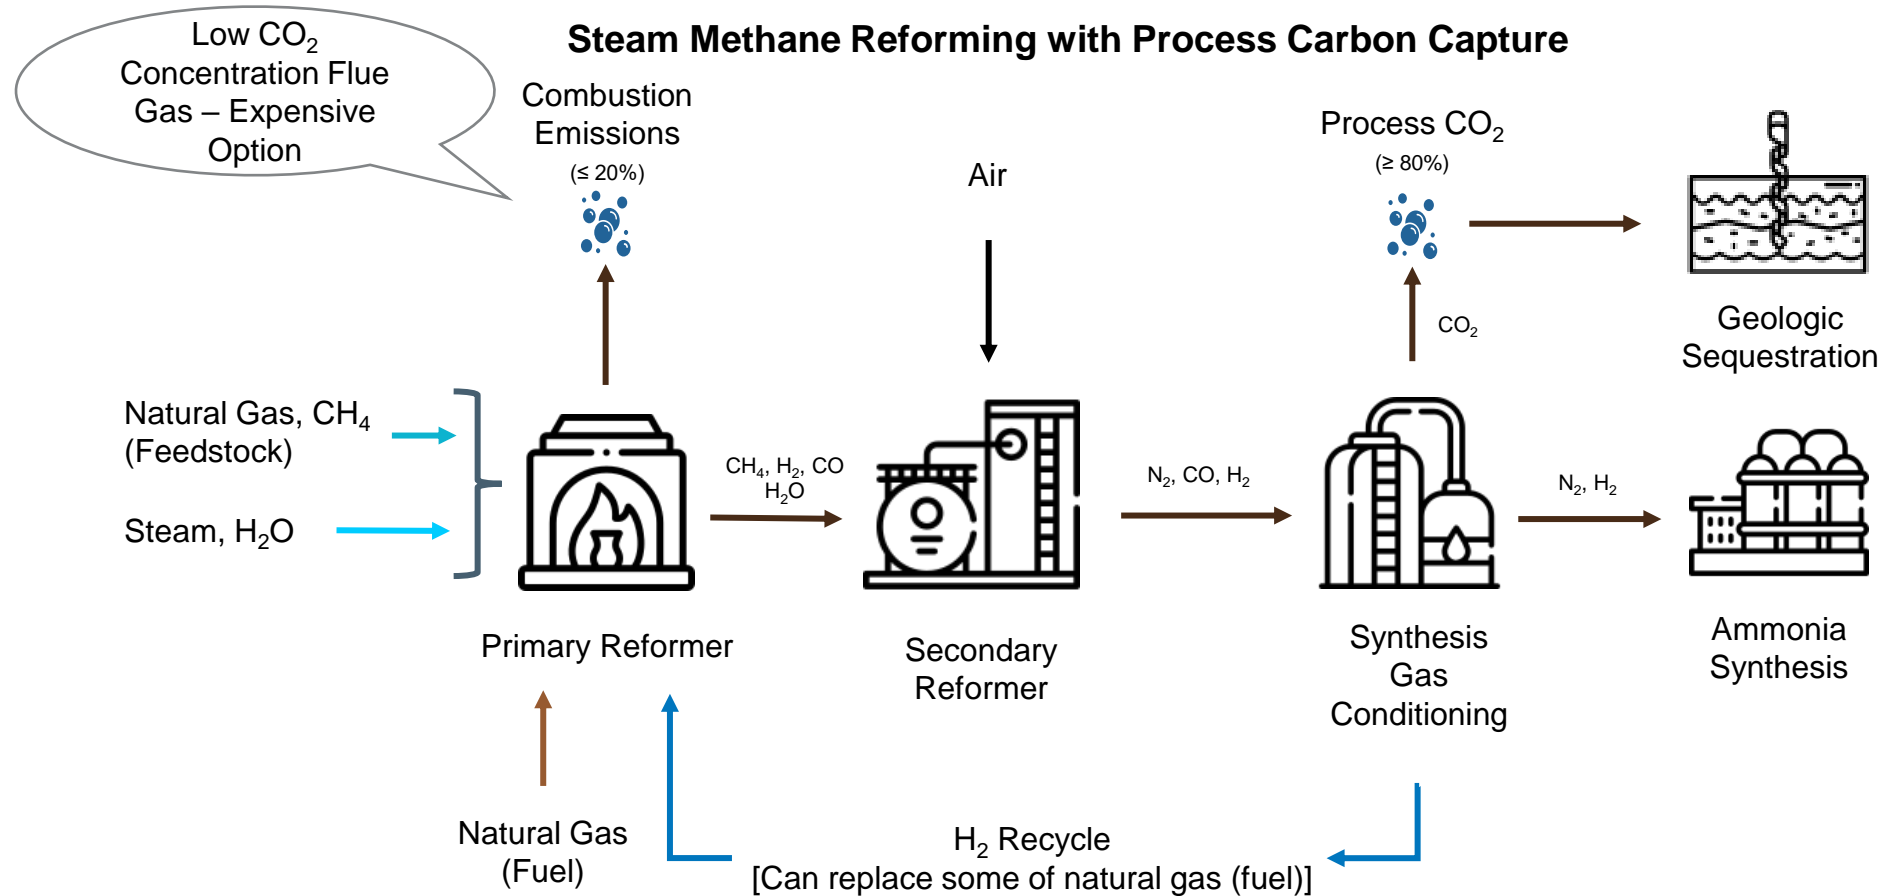 Steam Methane Reforming with Process Carbon Capture
Low CO₂
Concentration Flue
Gas – Expensive
Option
Combustion
Emissions
(≤ 20%)
Air
Process CO₂
(≥ 80%)
CO₂
Geologic
Sequestration
Natural Gas, CH₄
(Feedstock)
Steam, H₂O
CH₄, H₂, CO
H₂O
N₂, CO, H₂
N₂, H₂
Primary Reformer
Secondary
Reformer
Synthesis
Gas
Conditioning
Ammonia
Synthesis
Natural Gas
(Fuel)
H₂ Recycle
[Can replace some of natural gas (fuel)]